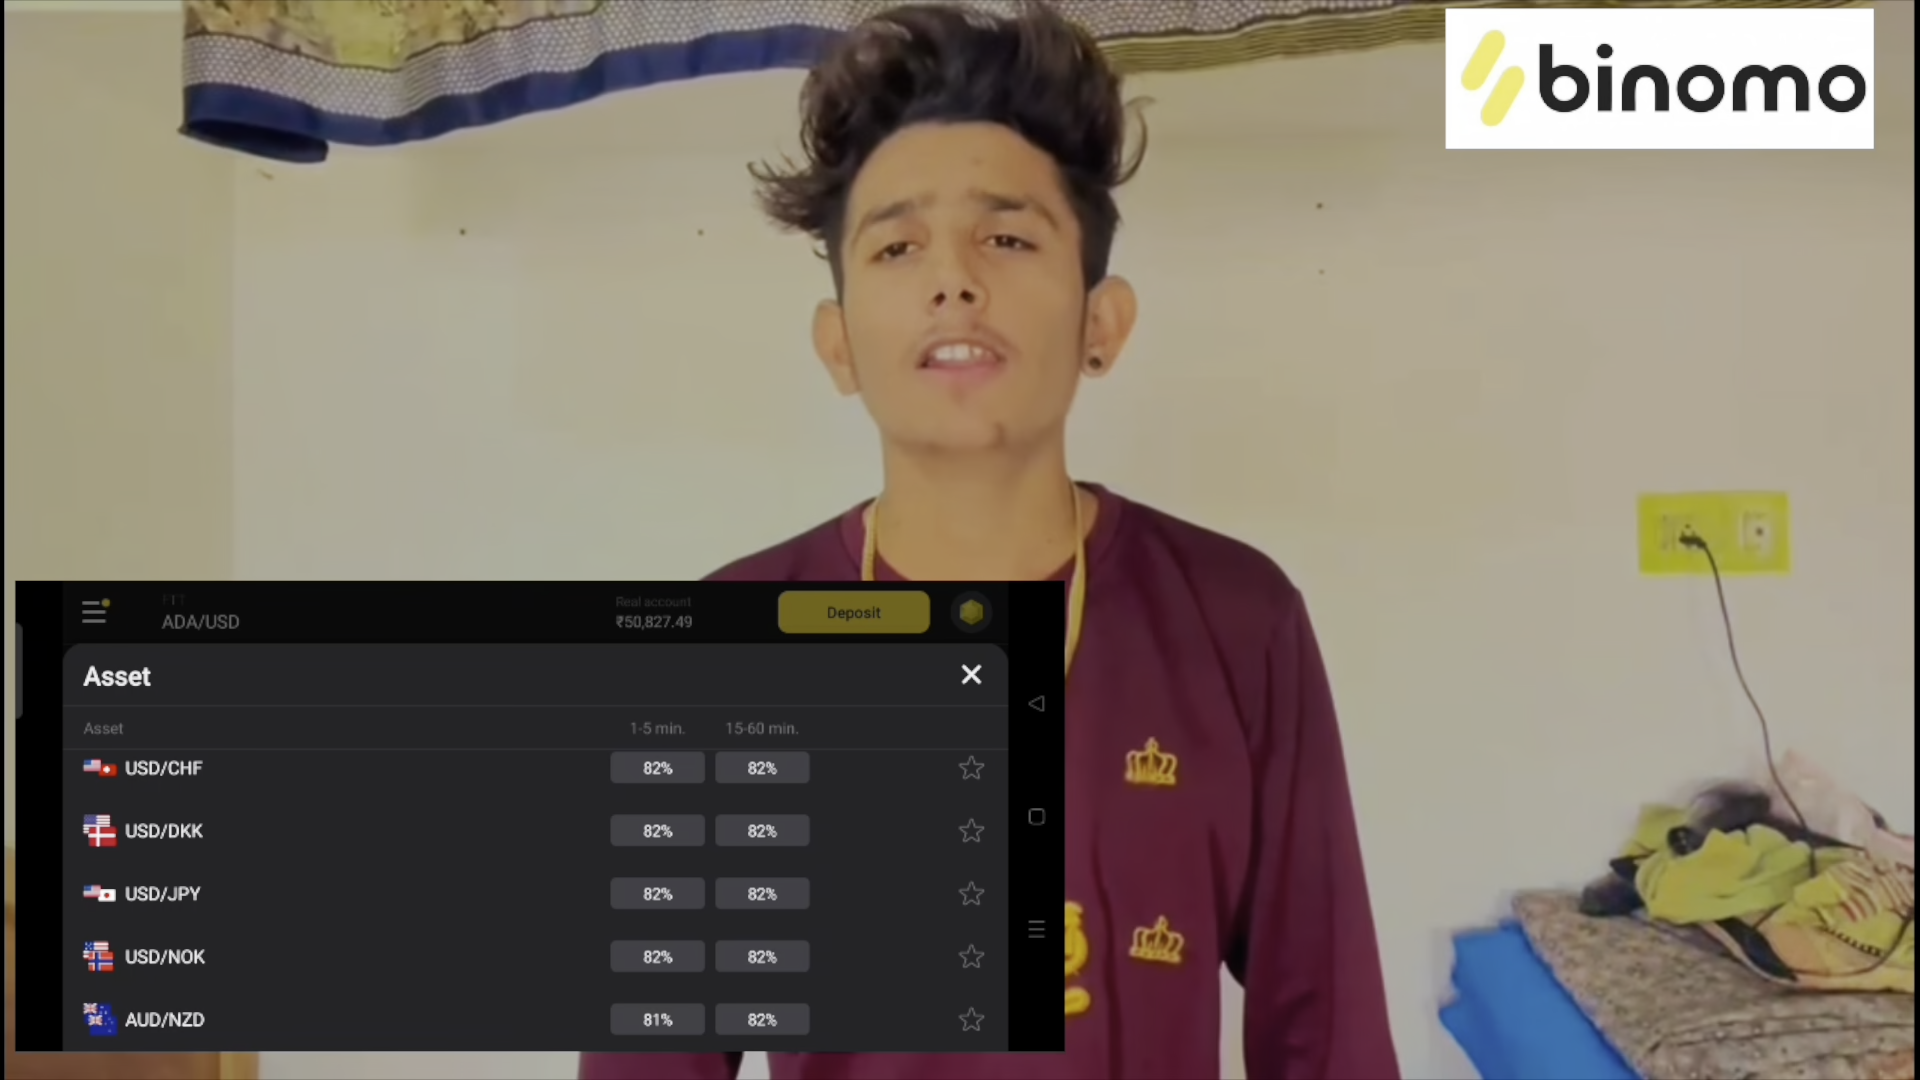 binomo
FTT
ADA/USD
Real account
₹50,827.49
Deposit
Asset
Asset 1-5 min. 15-60 min.
USD/CHF 82% 82%
USD/DKK 82% 82%
USD/JPY 82% 82%
USD/NOK 82% 82%
AUD/NZD 81% 82%